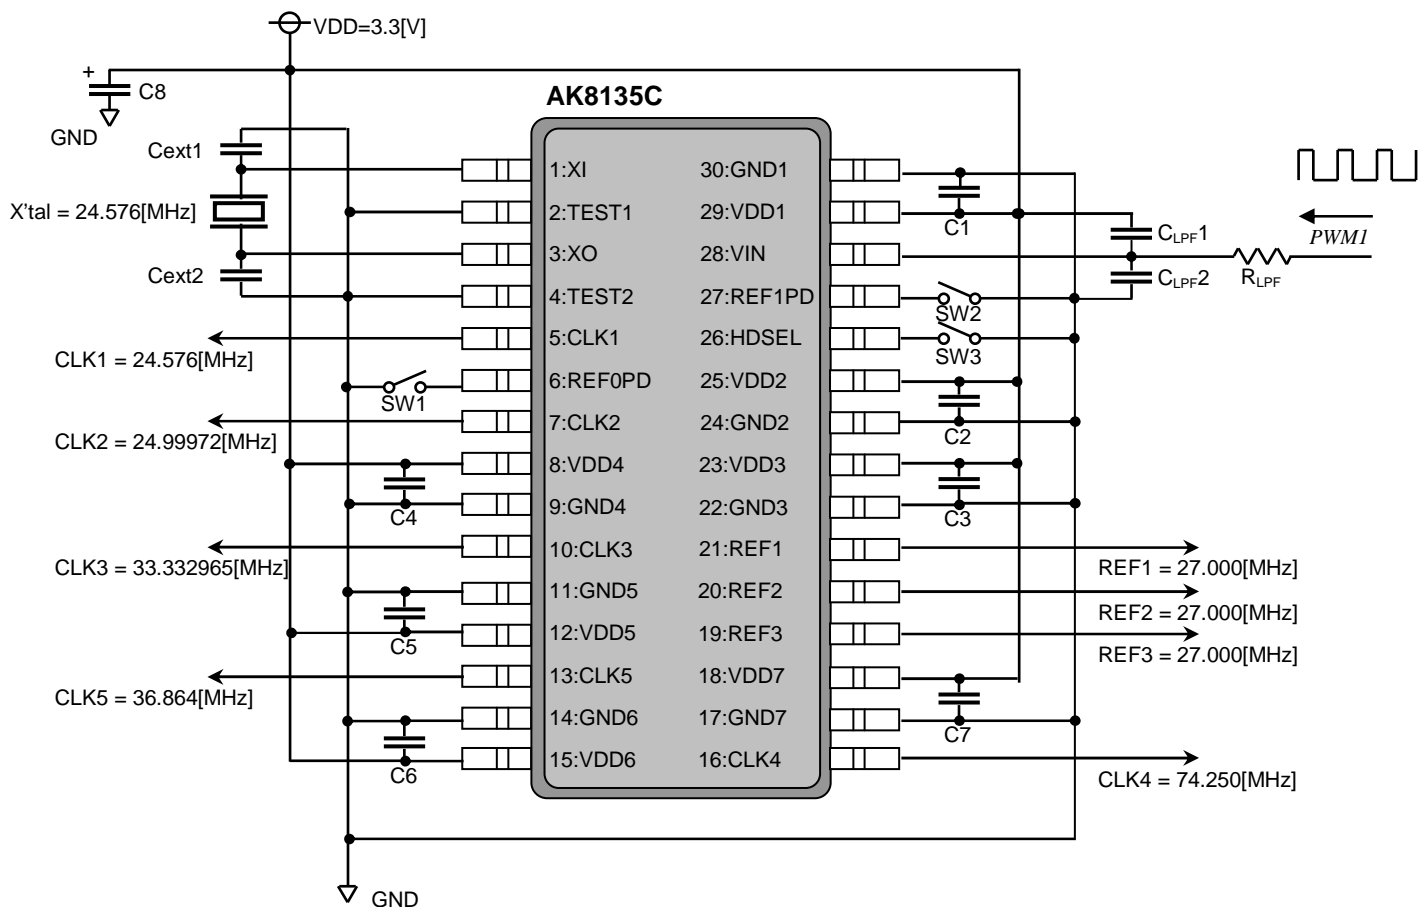 VDD=3.3[V]
+
C8
GND
AK8135C
Cext1
X'tal = 24.576[MHz]
Cext2
CLK1 = 24.576[MHz]
SW1
CLK2 = 24.99972[MHz]
C4
CLK3 = 33.332965[MHz]
C5
CLK5 = 36.864[MHz]
C6
GND
1:XI
2:TEST1
3:XO
4:TEST2
5:CLK1
6:REF0PD
7:CLK2
8:VDD4
9:GND4
10:CLK3
11:GND5
12:VDD5
13:CLK5
14:GND6
15:VDD6
30:GND1
29:VDD1
28:VIN
27:REF1PD
26:HDSEL
25:VDD2
24:GND2
23:VDD3
22:GND3
21:REF1
20:REF2
19:REF3
18:VDD7
17:GND7
16:CLK4
C1
CLPF1
PWM1
CLPF2
RLPF
SW2
SW3
C2
C3
REF1 = 27.000[MHz]
REF2 = 27.000[MHz]
REF3 = 27.000[MHz]
C7
CLK4 = 74.250[MHz]